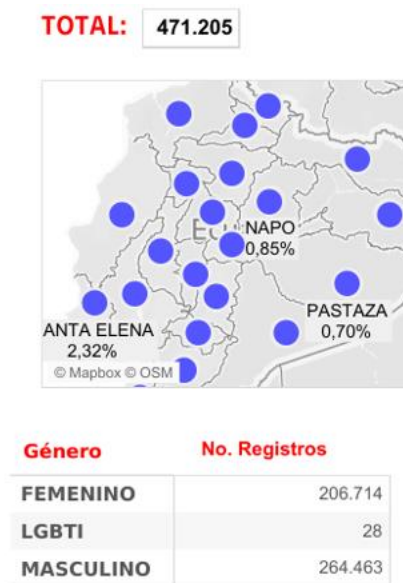 TOTAL: 471.205
NAPO
0,85%
PASTAZA
0,70%
ANTA ELENA
2,32%
© Mapbox © OSM
Género No. Registros
FEMENINO 206.714
LGBTI 28
MASCULINO 264.463